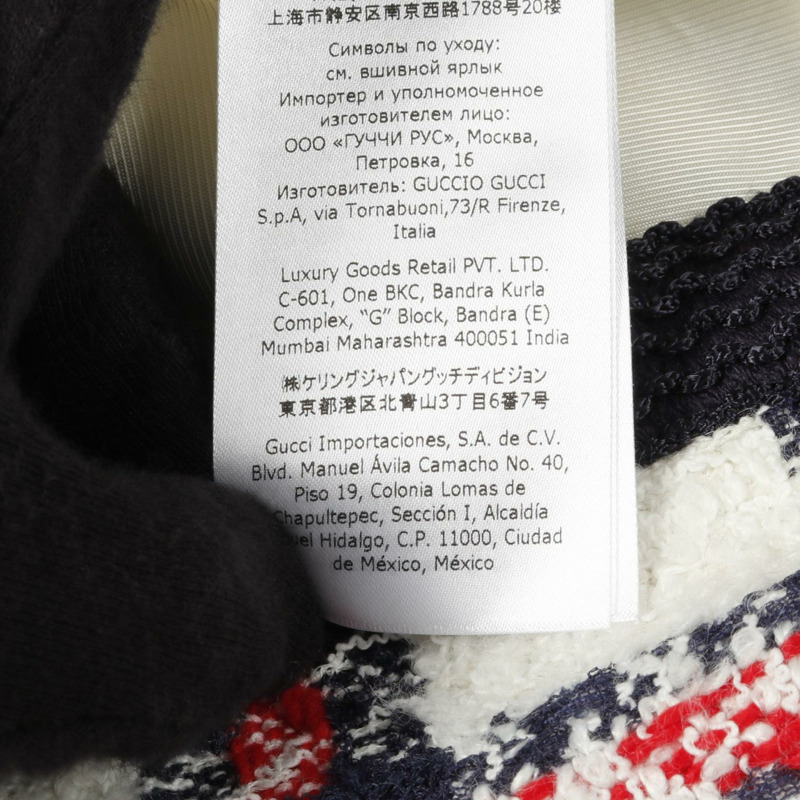 上海市静安区南京西路1788号20楼
Символы по уходу:
см. вшивной ярлык
Импортер и уполномоченное
изготовителем лицо:
ООО «ГУЧЧИ РУС», Москва,
Петровка, 16
Изготовитель: GUCCIO GUCCI
S.p.A, via Tornabuoni,73/R Firenze,
Italia
Luxury Goods Retail PVT. LTD.
C-601, One BKC, Bandra Kurla
Complex, “G” Block, Bandra (E)
Mumbai Maharashtra 400051 India
㈱ケリングジャパングッチディビジョン
東京都港区北青山3丁目6番7号
Gucci Importaciones, S.A. de C.V.
Blvd. Manuel Ávila Camacho No. 40,
Piso 19, Colonia Lomas de
Chapultepec, Sección I, Alcaldía
Hidalgo, C.P. 11000, Ciudad
de México, México